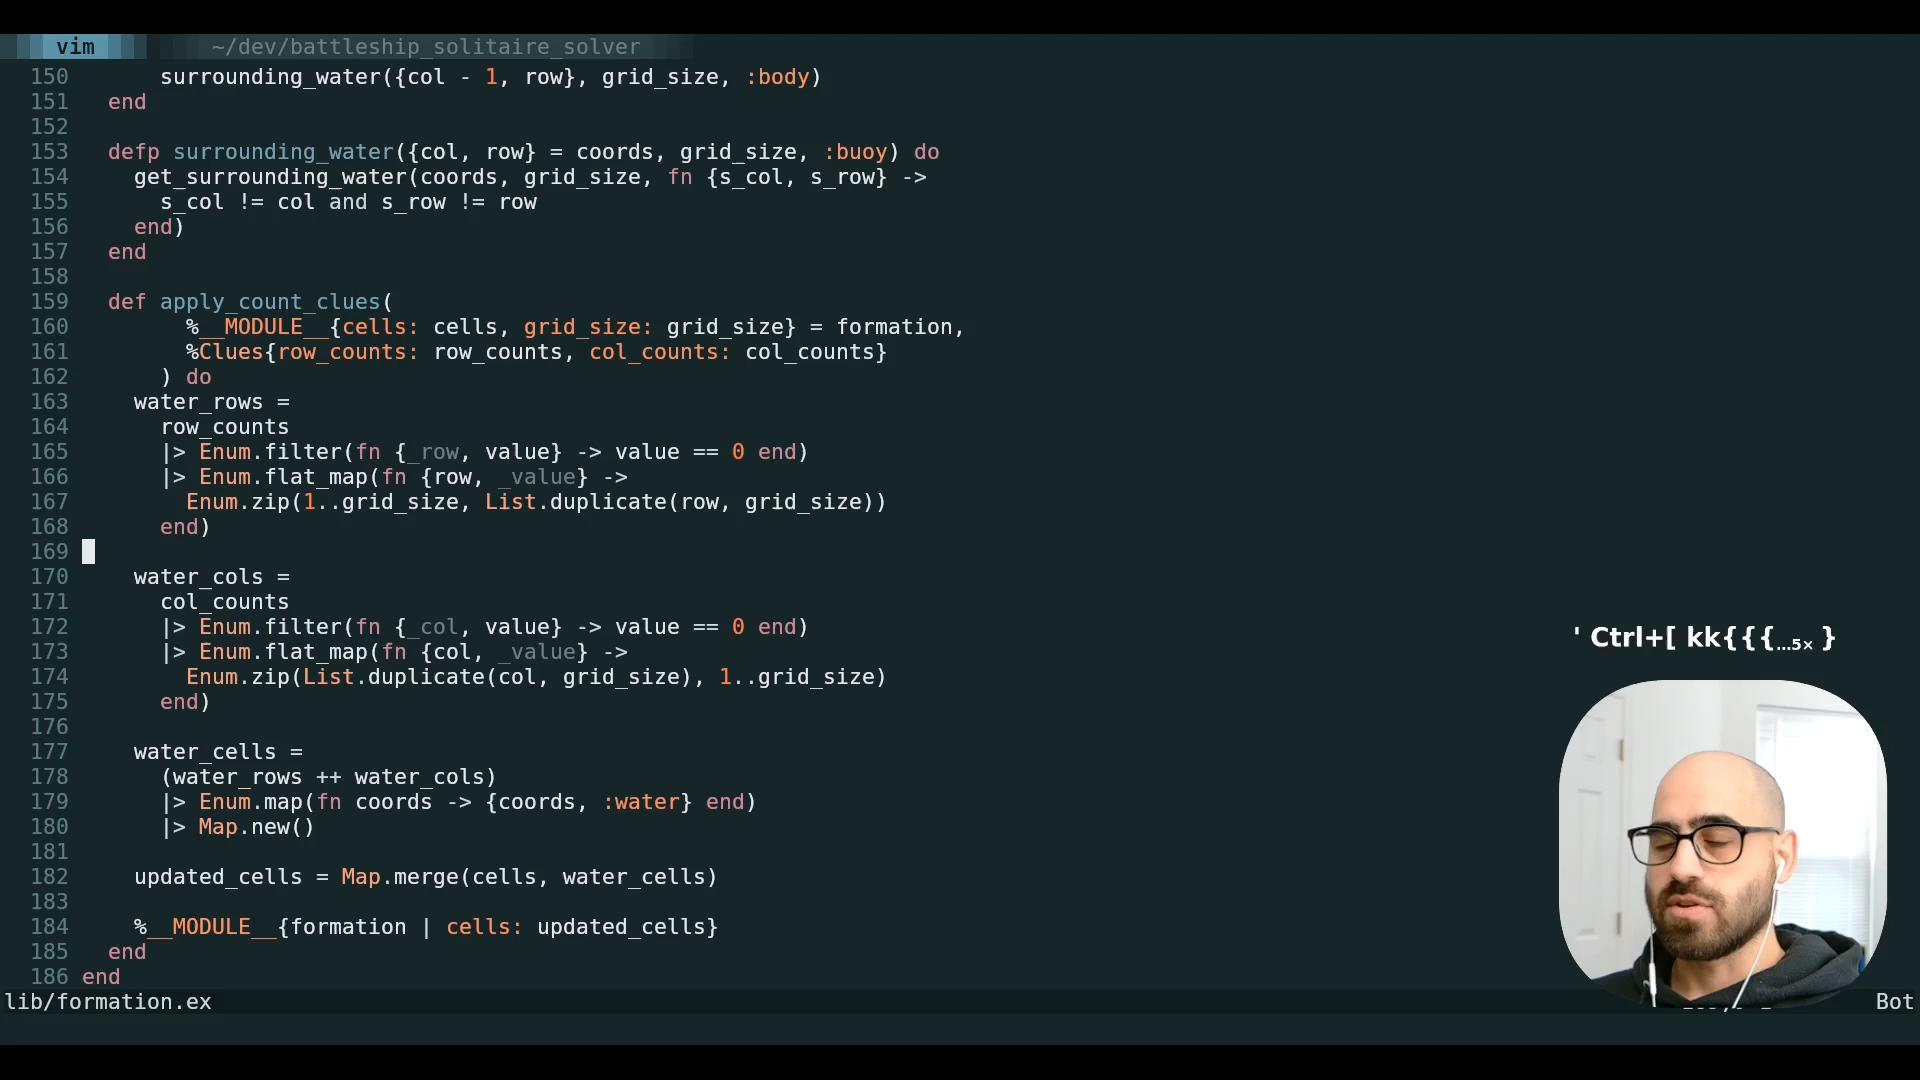 vim ~/dev/battleship_solitaire_solver
150       surrounding_water({col - 1, row}, grid_size, :body)
151   end
152
153   defp surrounding_water({col, row} = coords, grid_size, :buoy) do
154     get_surrounding_water(coords, grid_size, fn {s_col, s_row} ->
155       s_col != col and s_row != row
156     end)
157   end
158
159   def apply_count_clues(
160         %__MODULE__{cells: cells, grid_size: grid_size} = formation,
161         %Clues{row_counts: row_counts, col_counts: col_counts}
162       ) do
163     water_rows =
164       row_counts
165       |> Enum.filter(fn {_row, value} -> value == 0 end)
166       |> Enum.flat_map(fn {row, _value} ->
167         Enum.zip(1..grid_size, List.duplicate(row, grid_size))
168       end)
169
170     water_cols =
171       col_counts
172       |> Enum.filter(fn {_col, value} -> value == 0 end)
173       |> Enum.flat_map(fn {col, _value} ->
174         Enum.zip(List.duplicate(col, grid_size), 1..grid_size)
175       end)
176
177     water_cells =
178       (water_rows ++ water_cols)
179       |> Enum.map(fn coords -> {coords, :water} end)
180       |> Map.new()
181
182     updated_cells = Map.merge(cells, water_cells)
183
184     %__MODULE__{formation | cells: updated_cells}
185   end
186 end
lib/formation.ex Bot
' Ctrl+[ kk{{{…5× }